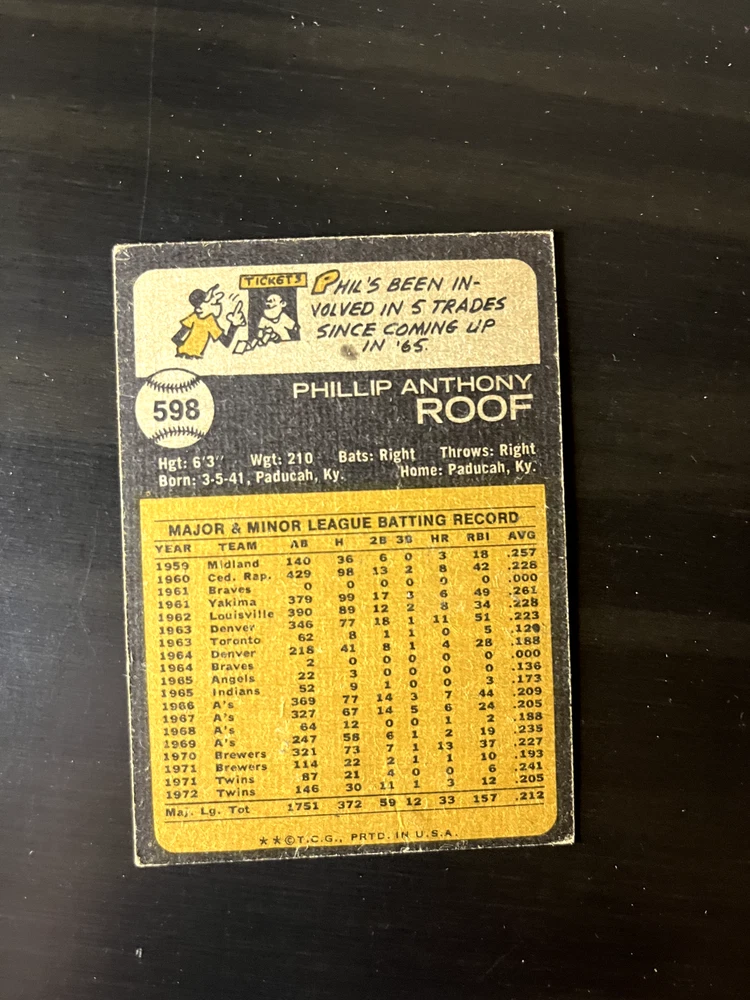 TICKETS
PHIL'S BEEN IN-
VOLVED IN 5 TRADES
SINCE COMING UP
IN '65.
598
PHILLIP ANTHONY
ROOF
Hgt: 6'3" Wgt: 210 Bats: Right Throws: Right
Born: 3-5-41, Paducah, Ky. Home: Paducah, Ky.
MAJOR & MINOR LEAGUE BATTING RECORD
YEAR TEAM AB H 2B 3B HR RBI AVG
1959 Midland 140 36 6 0 3 18 .257
1960 Ced. Rap. 429 98 13 2 8 42 .228
1961 Braves 0 0 0 0 0 0 .000
1961 Yakima 379 99 17 3 6 49 .261
1962 Louisville 390 89 12 2 8 34 .228
1963 Denver 346 77 18 1 11 51 .223
1963 Toronto 62 8 1 1 0 5 .129
1964 Denver 218 41 8 1 4 28 .188
1964 Braves 2 0 0 0 0 0 .000
1965 Angels 22 3 0 0 0 0 .136
1965 Indians 52 9 1 0 0 3 .173
1966 A's 369 77 14 3 7 44 .209
1967 A's 327 67 14 5 6 24 .205
1968 A's 64 12 0 0 1 2 .188
1969 A's 247 58 6 1 2 19 .235
1970 Brewers 321 73 7 1 13 37 .227
1971 Brewers 114 22 2 1 1 10 .193
1971 Twins 87 21 4 0 0 6 .241
1972 Twins 146 30 11 1 3 12 .205
Maj. Lg. Tot 1751 372 59 12 33 157 .212
**©T.C.G., PRTD. IN U.S.A.